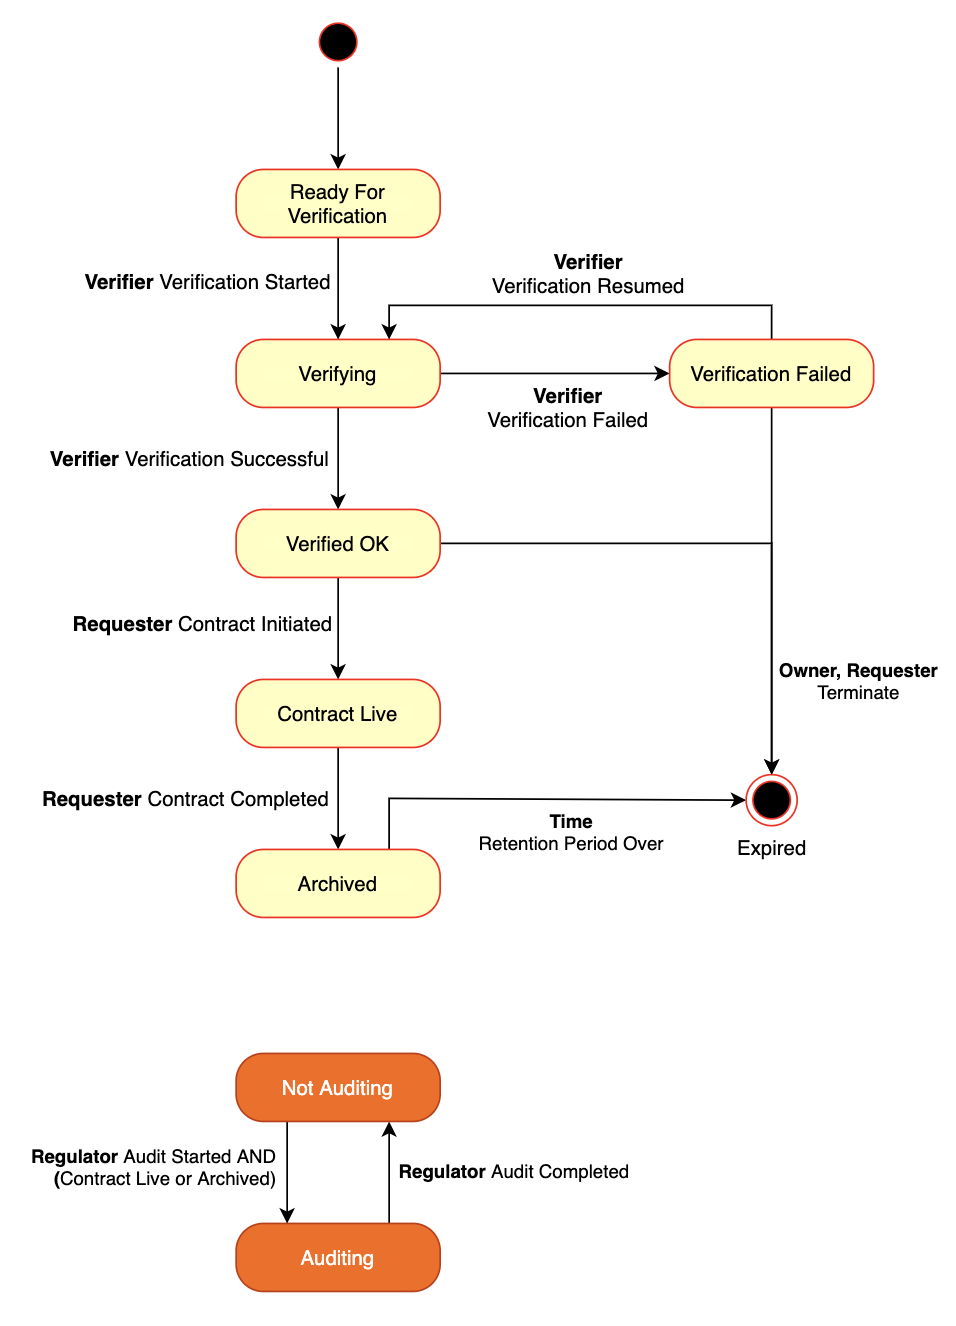 Ready For
Verification
Verifier Verification Started
Verifier
Verification Resumed
Verifying
Verification Failed
Verifier
Verification Failed
Verifier Verification Successful
Verified OK
Requester Contract Initiated
Owner, Requester
Terminate
Contract Live
Requester Contract Completed
Time
Retention Period Over
Expired
Archived
Not Auditing
Regulator Audit Started AND
(Contract Live or Archived)
Regulator Audit Completed
Auditing